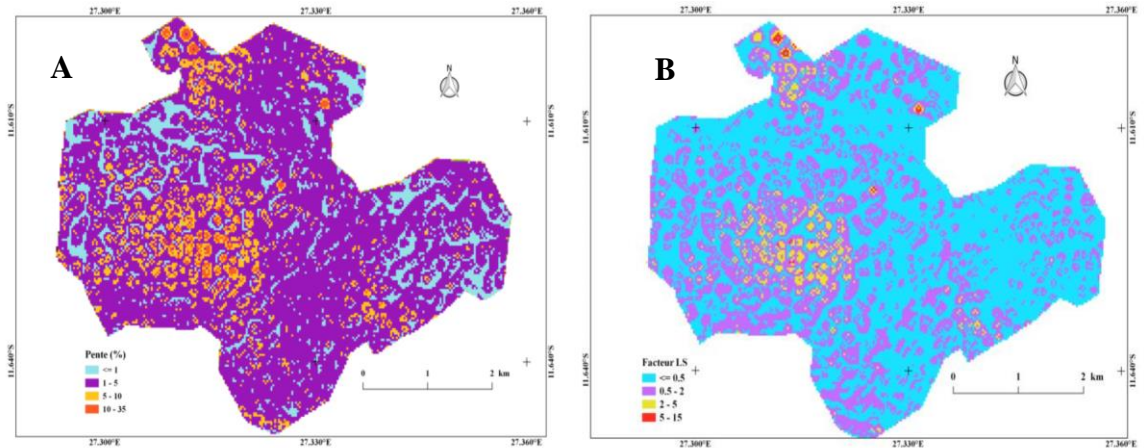 27.300°E 27.330°E 27.360°E
A
N
11.610°S 11.610°S
11.640°S 11.640°S
Pente (%)
<= 1
1 - 5
5 - 10
10 - 35
0 1 2 km
27.300°E 27.330°E 27.360°E
27.300°E 27.330°E 27.360°E
B
N
11.610°S 11.610°S
11.640°S 11.640°S
Facteur LS
<= 0.5
0.5 - 2
2 - 5
5 - 15
0 1 2 km
27.300°E 27.330°E 27.360°E